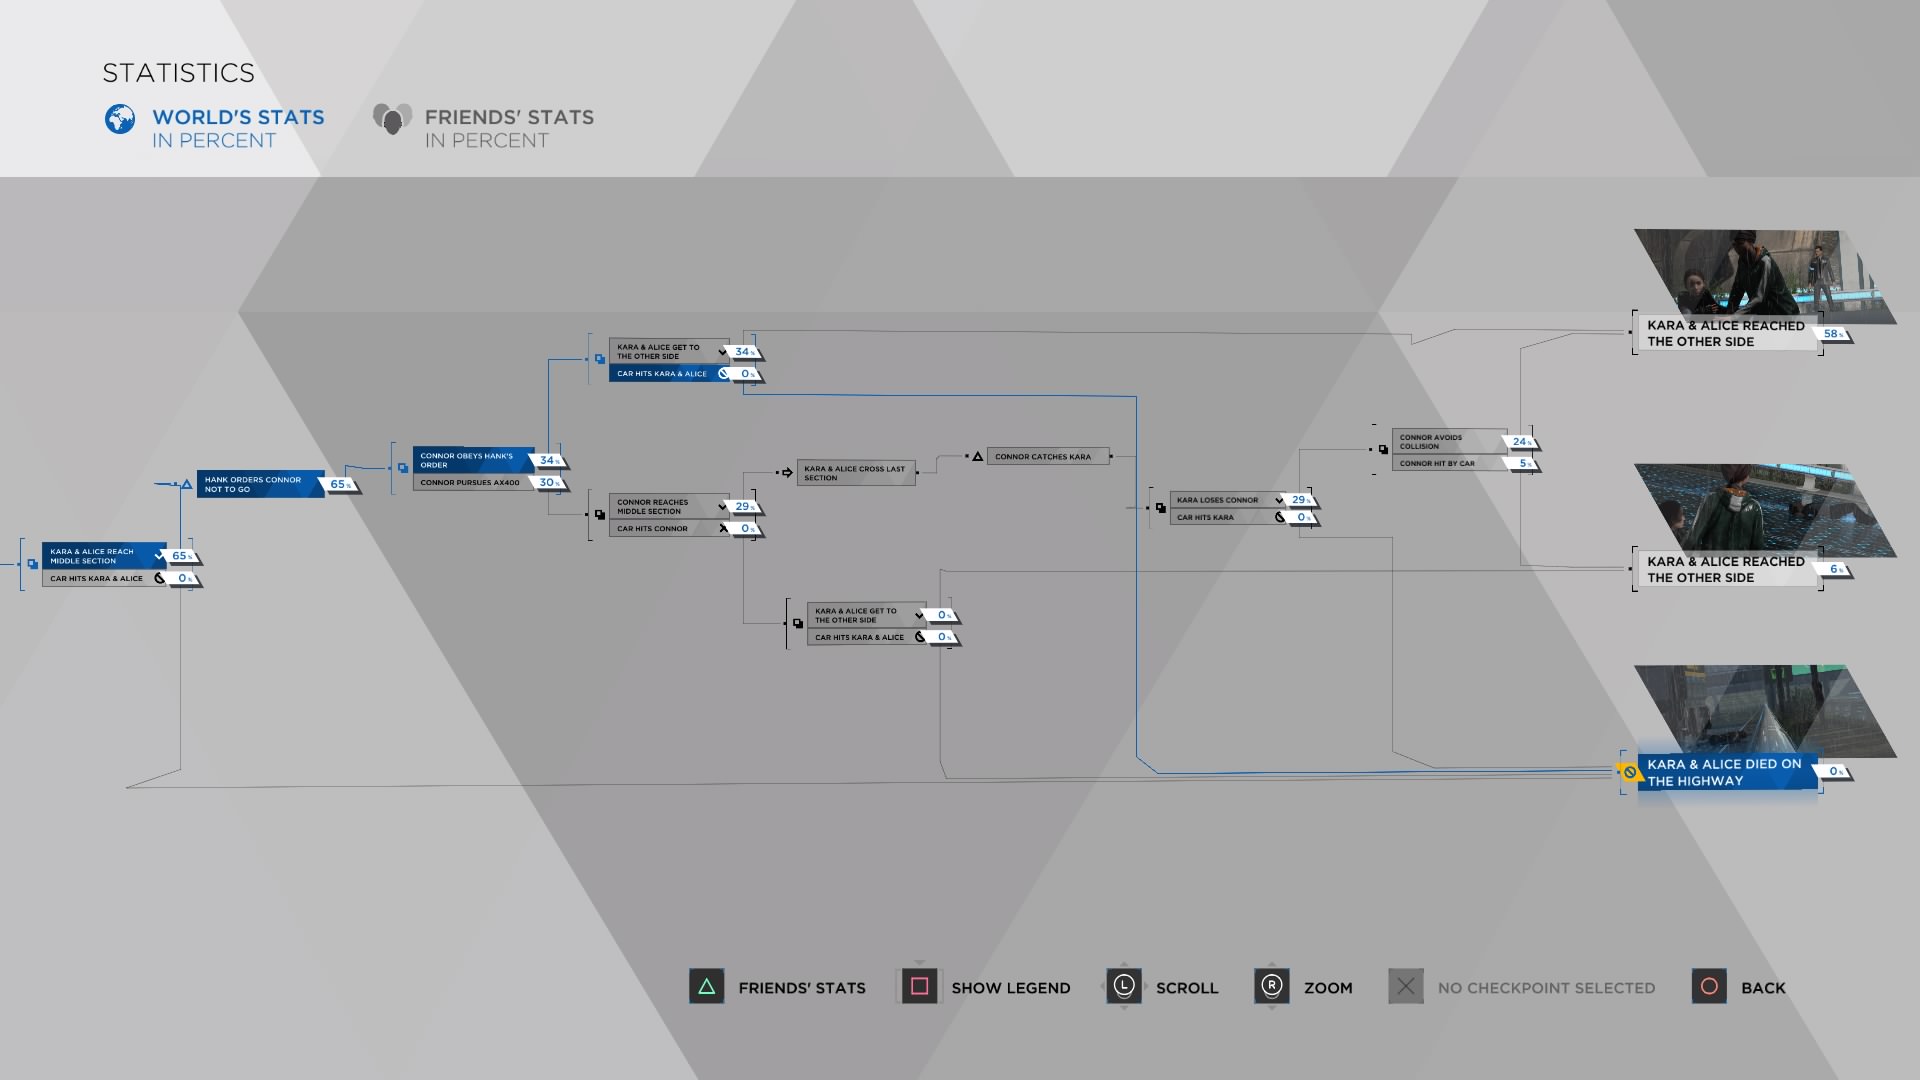 STATISTICS
WORLD'S STATS
IN PERCENT
FRIENDS' STATS
IN PERCENT
KARA & ALICE REACH
MIDDLE SECTION
65%
CAR HITS KARA & ALICE
0%
HANK ORDERS CONNOR
NOT TO GO
65%
CONNOR OBEYS HANK'S
ORDER
34%
CONNOR PURSUES AX400
30%
KARA & ALICE GET TO
THE OTHER SIDE
34%
CAR HITS KARA & ALICE
0%
CONNOR REACHES
MIDDLE SECTION
29%
CAR HITS CONNOR
0%
KARA & ALICE CROSS LAST
SECTION
KARA & ALICE GET TO
THE OTHER SIDE
0%
CAR HITS KARA & ALICE
0%
CONNOR CATCHES KARA
KARA LOSES CONNOR
29%
CAR HITS KARA
0%
CONNOR AVOIDS
COLLISION
24%
CONNOR HIT BY CAR
5%
KARA & ALICE REACHED
THE OTHER SIDE
58%
KARA & ALICE REACHED
THE OTHER SIDE
6%
KARA & ALICE DIED ON
THE HIGHWAY
0%
FRIENDS' STATS
SHOW LEGEND
L
SCROLL
R
ZOOM
NO CHECKPOINT SELECTED
BACK